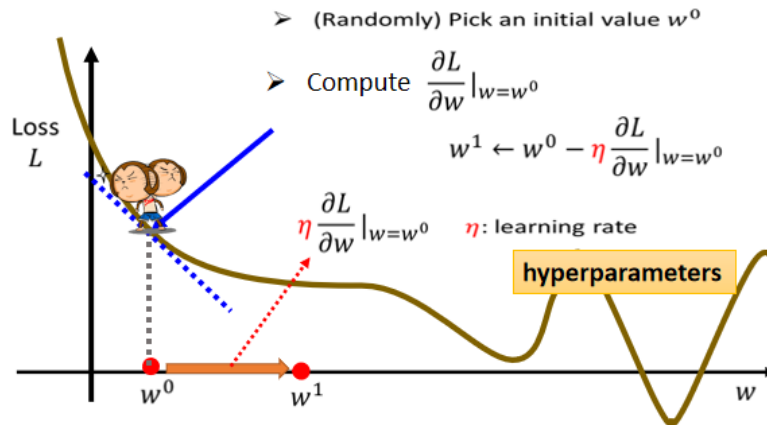 ➤ (Randomly) Pick an initial value w⁰
➤ Compute ∂L/∂w |w=w⁰
w¹ ← w⁰ − η ∂L/∂w |w=w⁰
Loss
L
η ∂L/∂w |w=w⁰
η: learning rate
hyperparameters
w⁰
w¹
w